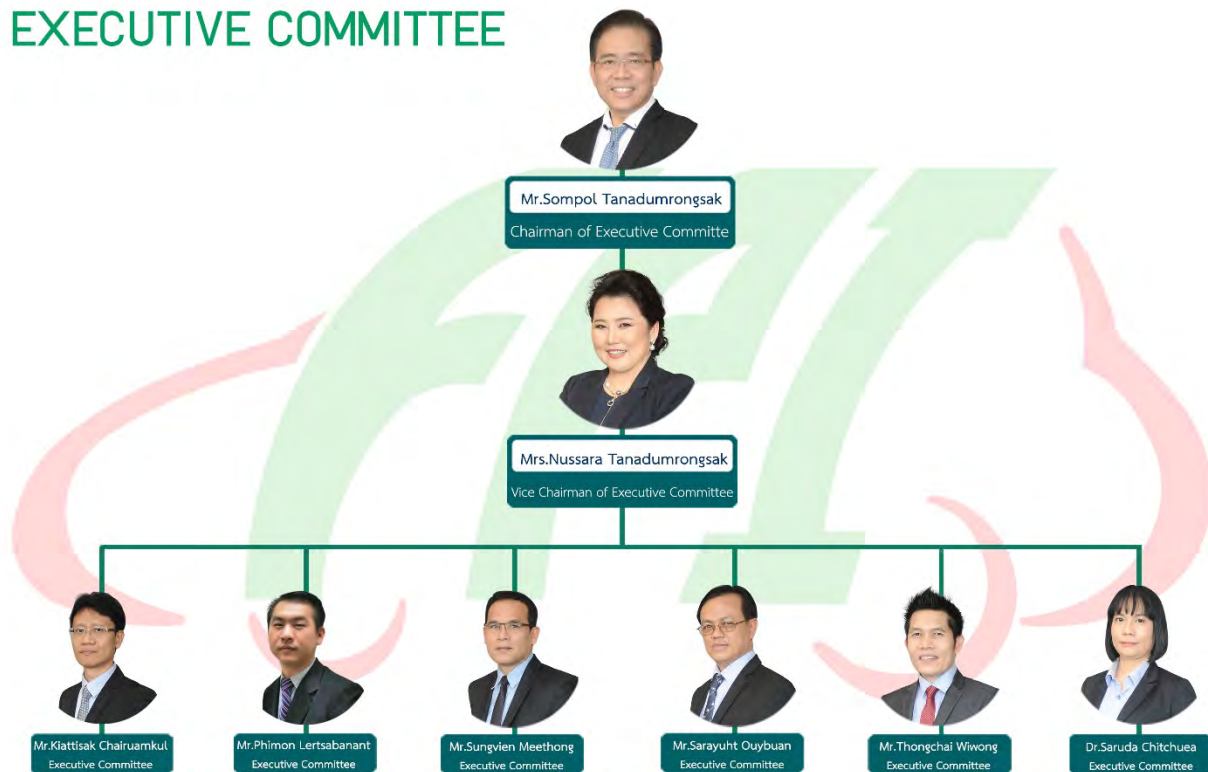 EXECUTIVE COMMITTEE
Mr.Sompol Tanadumrongsak
Chairman of Executive Committe
Mrs.Nussara Tanadumrongsak
Vice Chairman of Executive Committee
Mr.Kiattisak Chairuamkul
Executive Committee
Mr.Phimon Lertsabanant
Executive Committee
Mr.Sungvien Meethong
Executive Committee
Mr.Sarayuht Ouybuan
Executive Committee
Mr.Thongchai Wiwong
Executive Committee
Dr.Saruda Chitchuea
Executive Committee
FPI